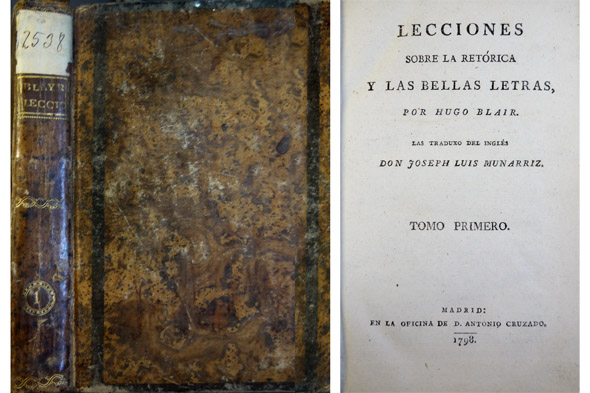 2538
BLAYR
LECCIO
1
LECCIONES
SOBRE LA RETÓRICA
Y LAS BELLAS LETRAS,
POR HUGO BLAIR.
LAS TRADUXO DEL INGLÉS
DON JOSEPH LUIS MUNARRIZ.
TOMO PRIMERO.
MADRID:
EN LA OFICINA DE D. ANTONIO CRUZADO.
1798.